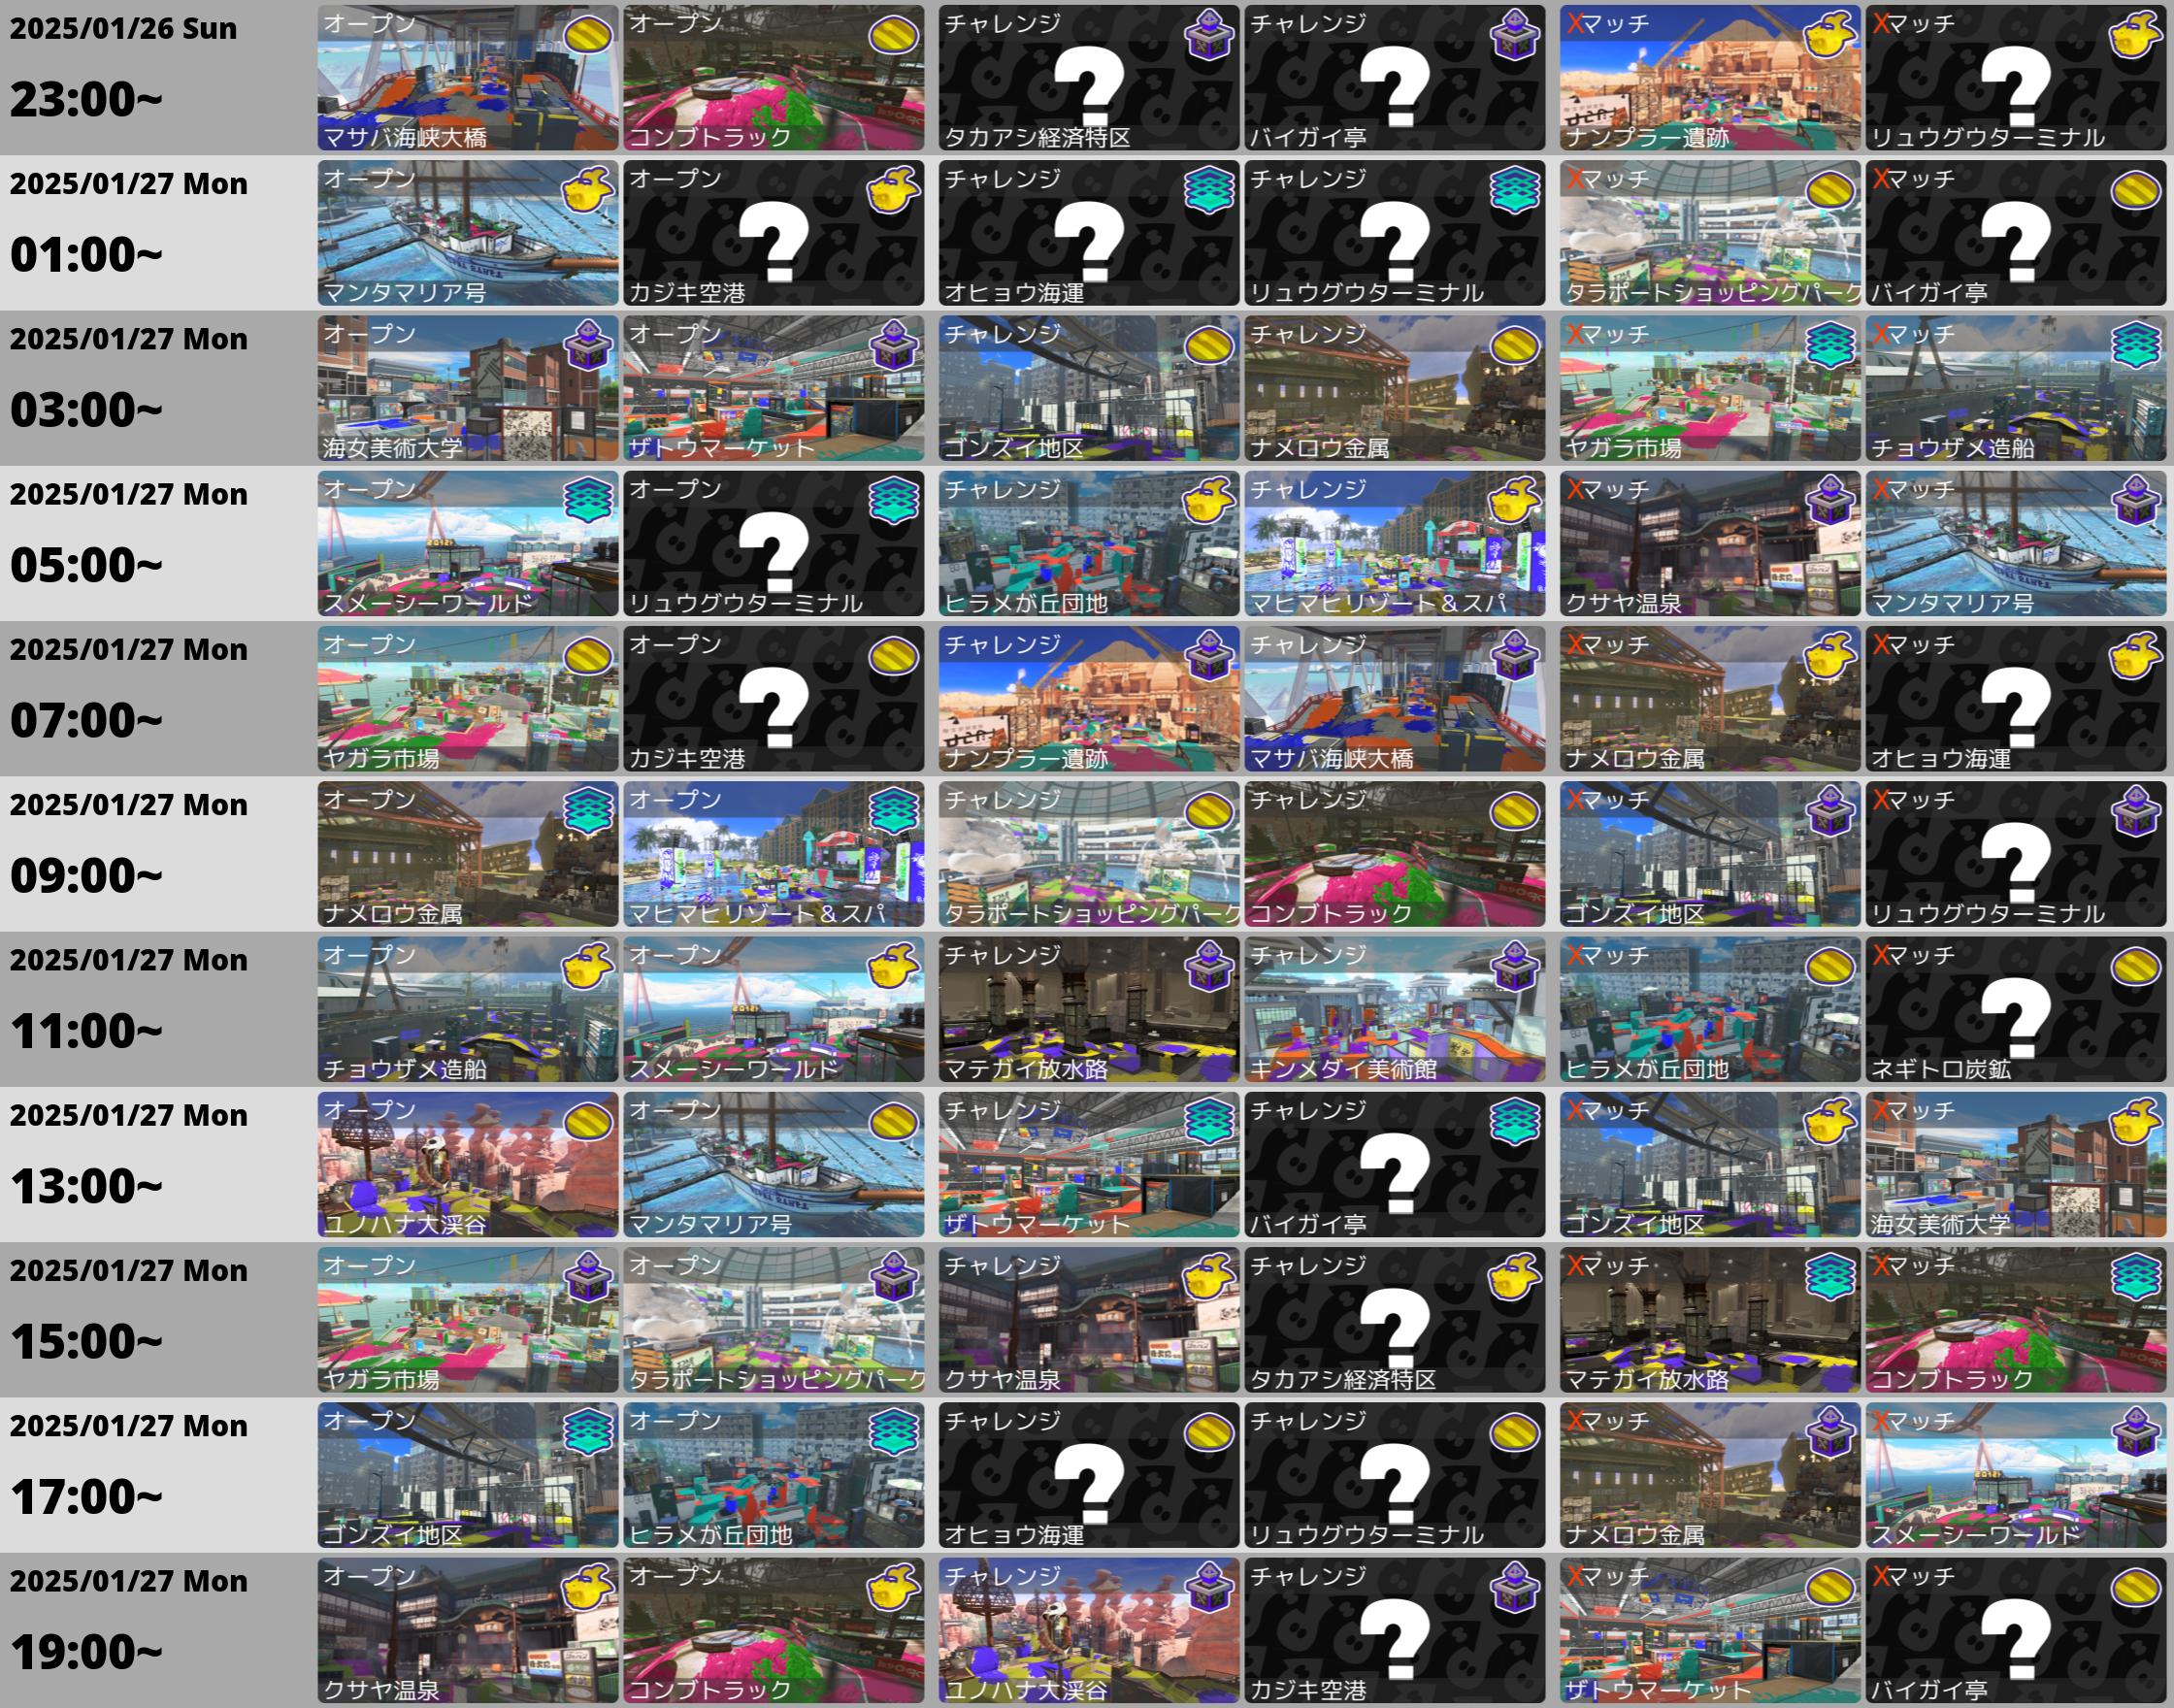 2025/01/26 Sun
23:00~
オープン
マサバ海峡大橋
オープン
コンブトラック
チャレンジ
タカアシ経済特区
チャレンジ
バイガイ亭
Xマッチ
ナンプラー遺跡
Xマッチ
リュウグウターミナル
2025/01/27 Mon
01:00~
オープン
マンタマリア号
オープン
カジキ空港
チャレンジ
オヒョウ海運
チャレンジ
リュウグウターミナル
Xマッチ
タラポートショッピングパーク
Xマッチ
バイガイ亭
2025/01/27 Mon
03:00~
オープン
海女美術大学
オープン
ザトウマーケット
チャレンジ
ゴンズイ地区
チャレンジ
ナメロウ金属
Xマッチ
ヤガラ市場
Xマッチ
チョウザメ造船
2025/01/27 Mon
05:00~
オープン
スメーシーワールド
オープン
リュウグウターミナル
チャレンジ
ヒラメが丘団地
チャレンジ
マヒマヒリゾート＆スパ
Xマッチ
クサヤ温泉
Xマッチ
マンタマリア号
2025/01/27 Mon
07:00~
オープン
ヤガラ市場
オープン
カジキ空港
チャレンジ
ナンプラー遺跡
チャレンジ
マサバ海峡大橋
Xマッチ
ナメロウ金属
Xマッチ
オヒョウ海運
2025/01/27 Mon
09:00~
オープン
ナメロウ金属
オープン
マヒマヒリゾート＆スパ
チャレンジ
タラポートショッピングパーク
チャレンジ
コンブトラック
Xマッチ
ゴンズイ地区
Xマッチ
リュウグウターミナル
2025/01/27 Mon
11:00~
オープン
チョウザメ造船
オープン
スメーシーワールド
チャレンジ
マテガイ放水路
チャレンジ
キンメダイ美術館
Xマッチ
ヒラメが丘団地
Xマッチ
ネギトロ炭鉱
2025/01/27 Mon
13:00~
オープン
ユノハナ大渓谷
オープン
マンタマリア号
チャレンジ
ザトウマーケット
チャレンジ
バイガイ亭
Xマッチ
ゴンズイ地区
Xマッチ
海女美術大学
2025/01/27 Mon
15:00~
オープン
ヤガラ市場
オープン
タラポートショッピングパーク
チャレンジ
クサヤ温泉
チャレンジ
タカアシ経済特区
Xマッチ
マテガイ放水路
Xマッチ
コンブトラック
2025/01/27 Mon
17:00~
オープン
ゴンズイ地区
オープン
ヒラメが丘団地
チャレンジ
オヒョウ海運
チャレンジ
リュウグウターミナル
Xマッチ
ナメロウ金属
Xマッチ
スメーシーワールド
2025/01/27 Mon
19:00~
オープン
クサヤ温泉
オープン
コンブトラック
チャレンジ
ユノハナ大渓谷
チャレンジ
カジキ空港
Xマッチ
ザトウマーケット
Xマッチ
バイガイ亭